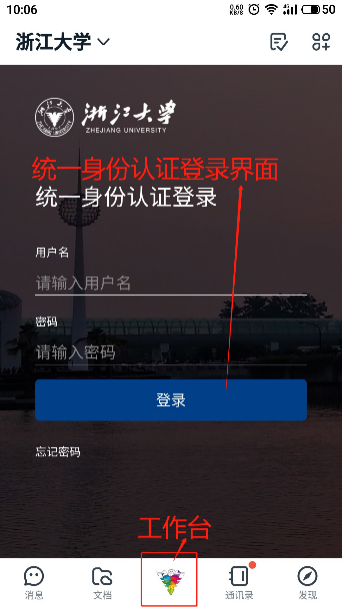 10:06
0.60
KB/S
50
浙江大学
浙江大学
ZHEJIANG UNIVERSITY
统一身份认证登录界面
统一身份认证登录
用户名
请输入用户名
密码
请输入密码
登录
忘记密码
工作台
消息
文档
通讯录
发现